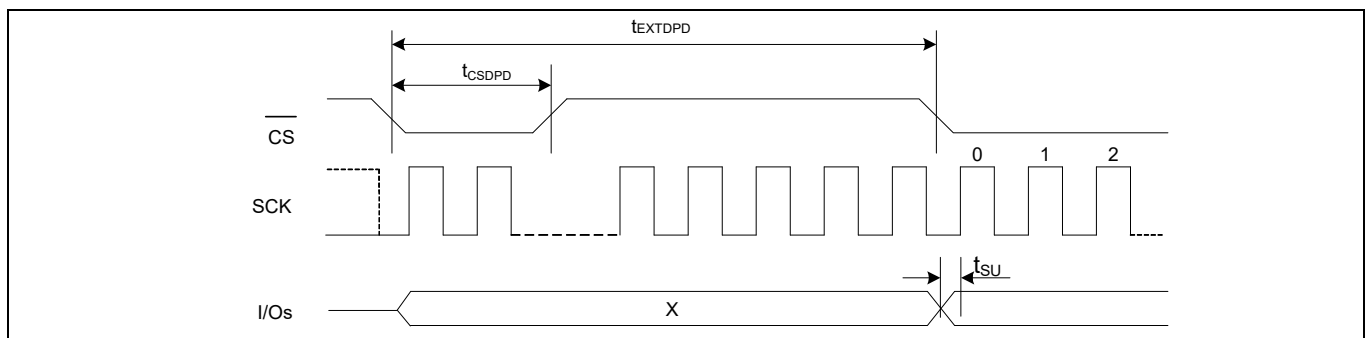 tEXTDPD
tCSDPD
CS
0 1 2
SCK
tSU
X
I/Os